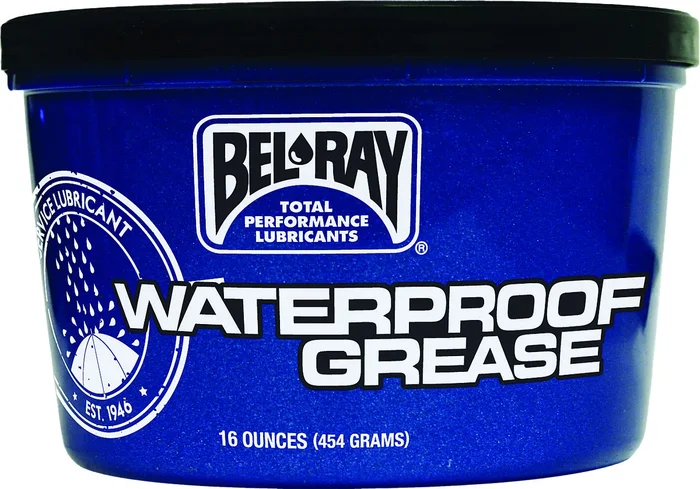 BEL-RAY
TOTAL
PERFORMANCE
LUBRICANTS
®
SERVICE LUBRICANT
WATERPROOF
GREASE
EST. 1946
16 OUNCES (454 GRAMS)